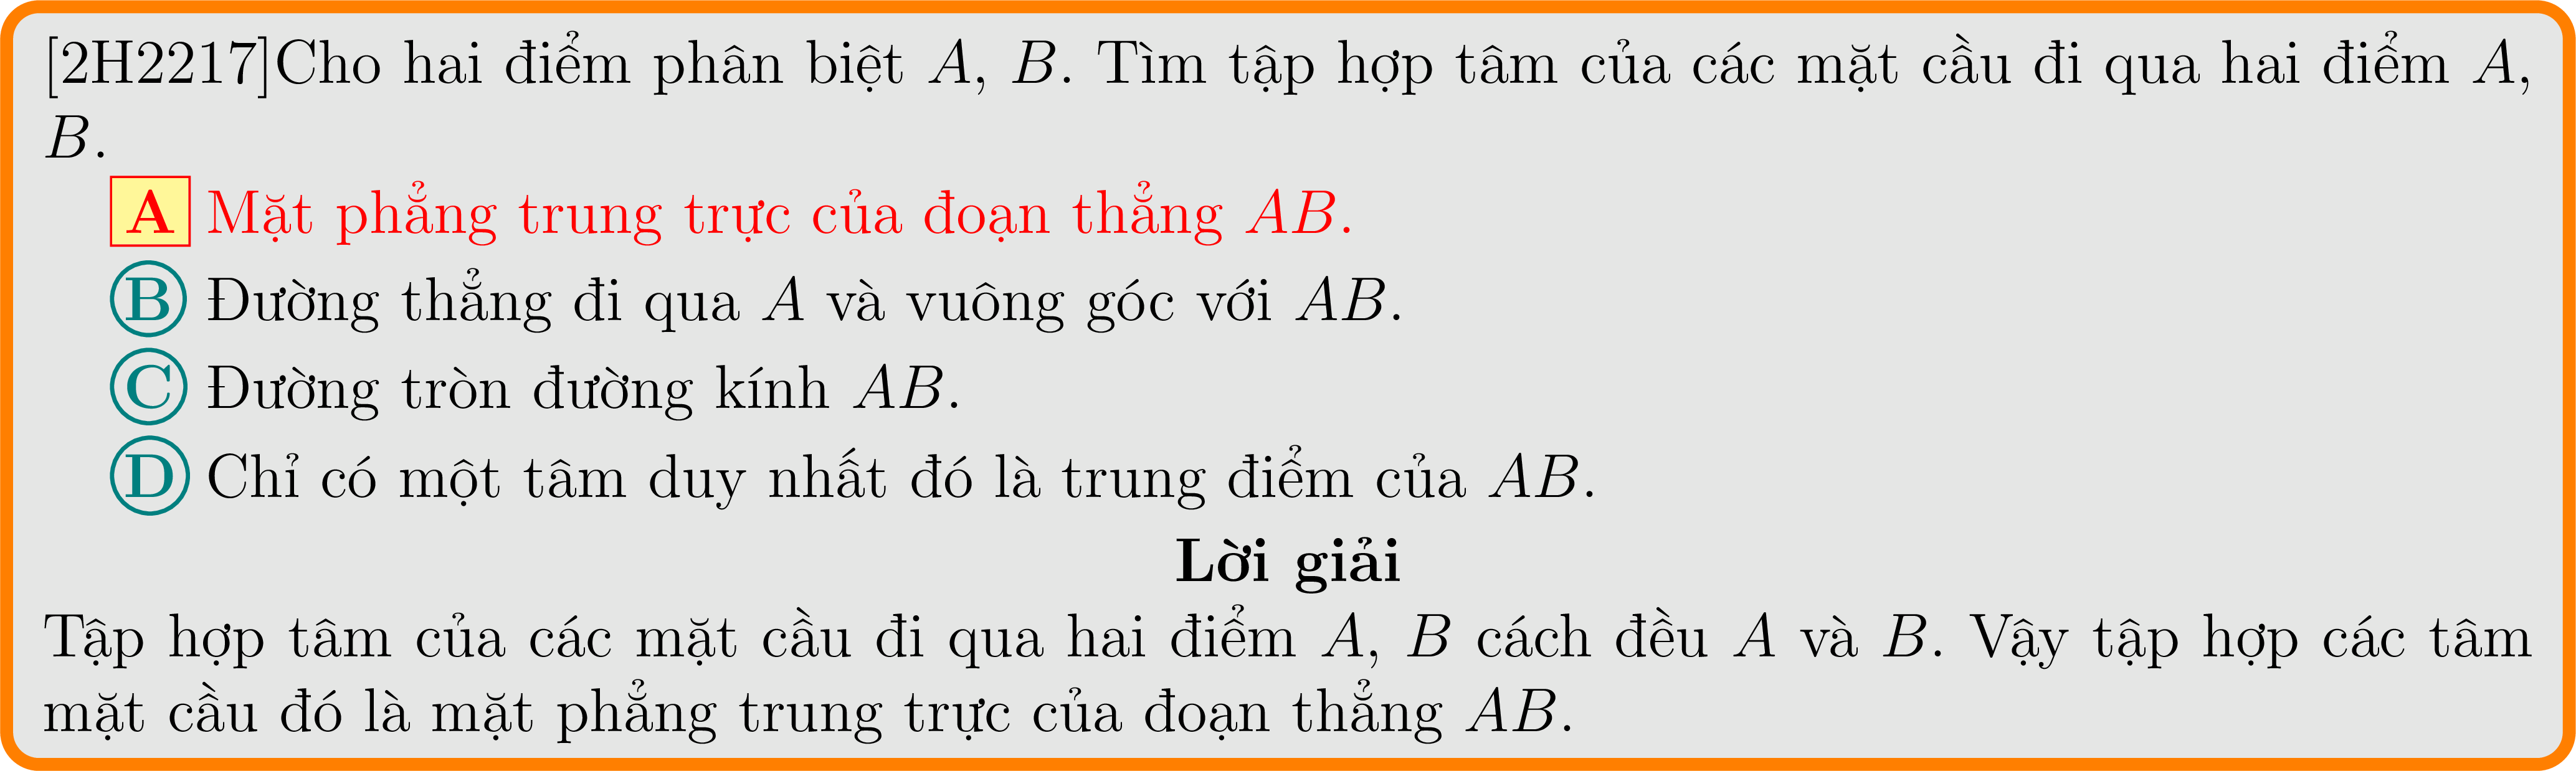 [2H2217]Cho hai điểm phân biệt A, B. Tìm tập hợp tâm của các mặt cầu đi qua hai điểm A,
B.
A Mặt phẳng trung trực của đoạn thẳng AB.
B Đường thẳng đi qua A và vuông góc với AB.
C Đường tròn đường kính AB.
D Chỉ có một tâm duy nhất đó là trung điểm của AB.
Lời giải
Tập hợp tâm của các mặt cầu đi qua hai điểm A, B cách đều A và B. Vậy tập hợp các tâm
mặt cầu đó là mặt phẳng trung trực của đoạn thẳng AB.